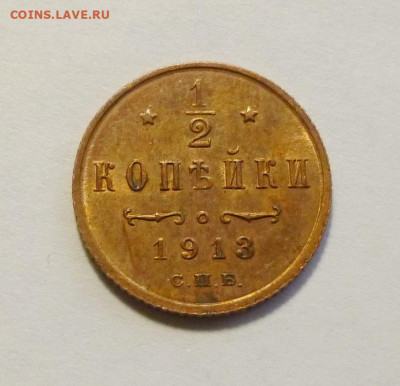 COINS.LAVE.RU
1/2
КОПѢЙКИ
1913
С.П.Б.